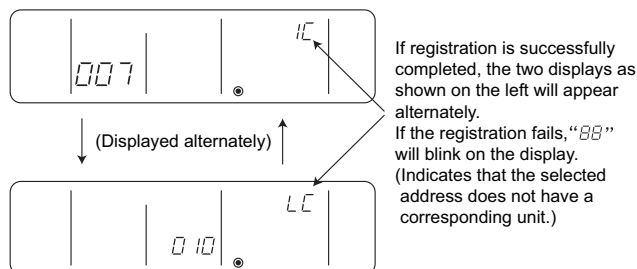 IC
007
(Displayed alternately)
LC
010
If registration is successfully
completed, the two displays as
shown on the left will appear
alternately.
If the registration fails,“88”
will blink on the display.
(Indicates that the selected
address does not have a
corresponding unit.)